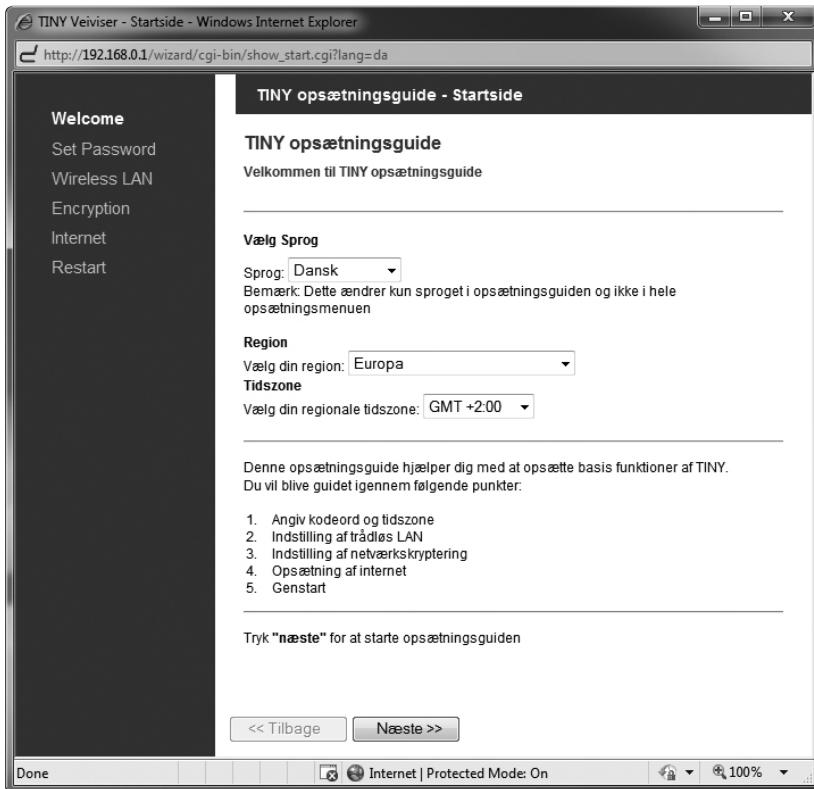 TINY Veiviser - Startside - Windows Internet Explorer
http://192.168.0.1/wizard/cgi-bin/show_start.cgi?lang=da
Welcome
Set Password
Wireless LAN
Encryption
Internet
Restart
TINY opsætningsguide - Startside
TINY opsætningsguide
Velkommen til TINY opsætningsguide
Vælg Sprog
Sprog: Dansk
Bemærk: Dette ændrer kun sproget i opsætningsguiden og ikke i hele
opsætningsmenuen
Region
Vælg din region: Europa
Tidszone
Vælg din regionale tidszone: GMT +2:00
Denne opsætningsguide hjælper dig med at opsætte basis funktioner af TINY.
Du vil blive guidet igennem følgende punkter:
1. Angiv kodeord og tidszone
2. Indstilling af trådløs LAN
3. Indstilling af netværkskryptering
4. Opsætning af internet
5. Genstart
Tryk "næste" for at starte opsætningsguiden
<< Tilbage
Næste >>
Done
Internet | Protected Mode: On
100%